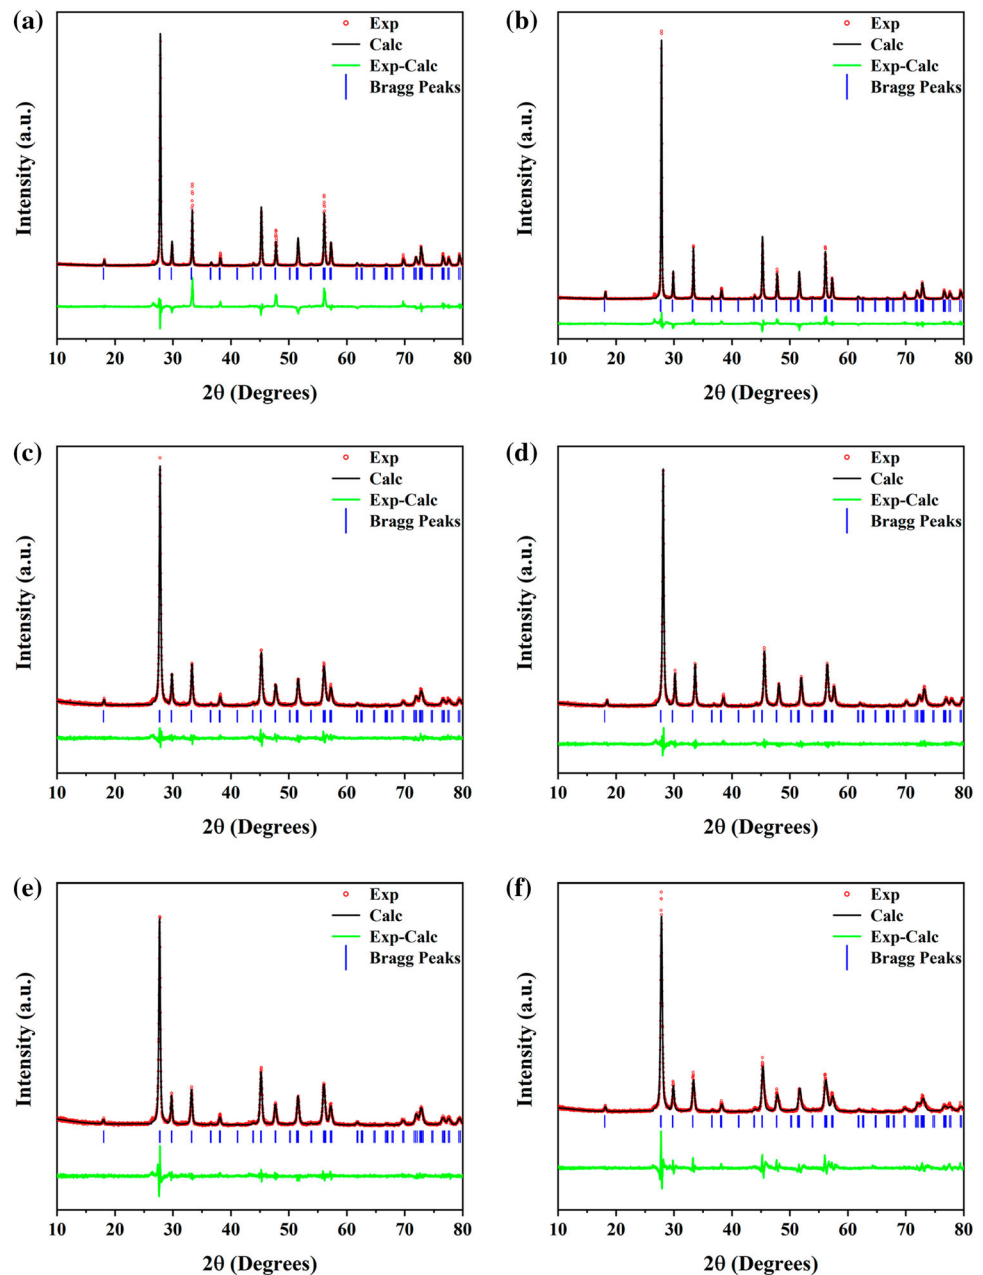 (a)
Exp
Calc
Exp-Calc
Bragg Peaks
Intensity (a.u.)
10 20 30 40 50 60 70 80
2θ (Degrees)
(b)
Exp
Calc
Exp-Calc
Bragg Peaks
Intensity (a.u.)
10 20 30 40 50 60 70 80
2θ (Degrees)
(c)
Exp
Calc
Exp-Calc
Bragg Peaks
Intensity (a.u.)
10 20 30 40 50 60 70 80
2θ (Degrees)
(d)
Exp
Calc
Exp-Calc
Bragg Peaks
Intensity (a.u.)
10 20 30 40 50 60 70 80
2θ (Degrees)
(e)
Exp
Calc
Exp-Calc
Bragg Peaks
Intensity (a.u.)
10 20 30 40 50 60 70 80
2θ (Degrees)
(f)
Exp
Calc
Exp-Calc
Bragg Peaks
Intensity (a.u.)
10 20 30 40 50 60 70 80
2θ (Degrees)